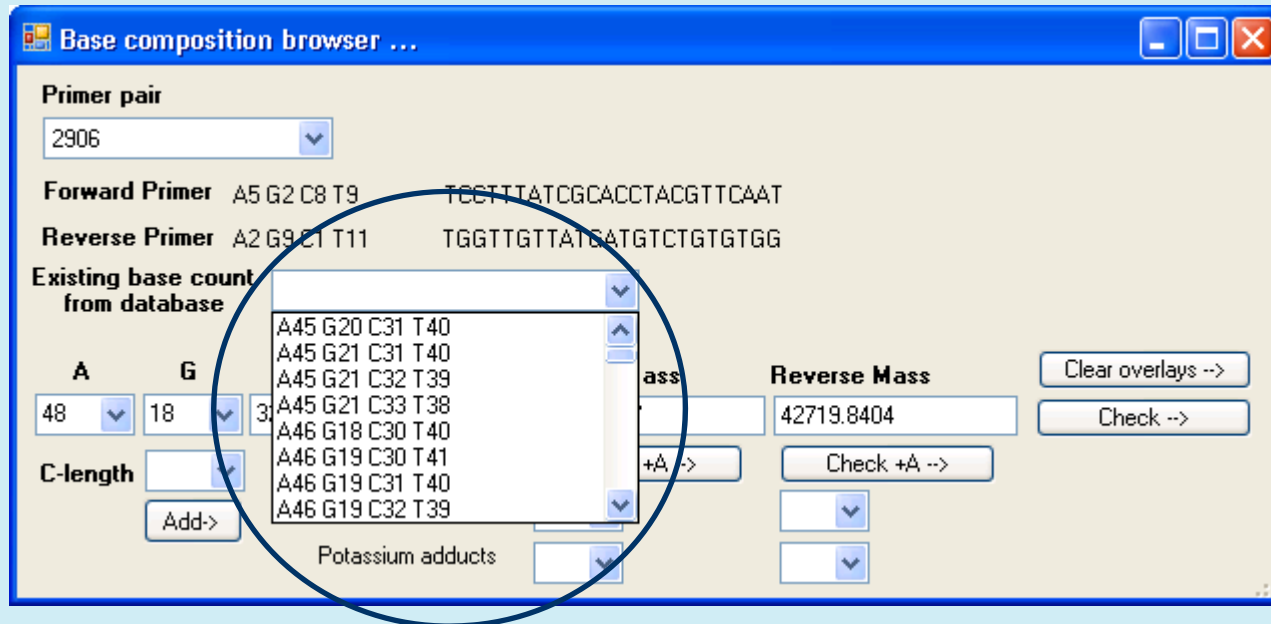 Base composition browser ...
Primer pair
2906
Forward Primer A5 G2 C8 T9 TCCTTTATCGCACCTACGTTCAAT
Reverse Primer A2 G9 C1 T11 TGGTTGTTATGATGTCTGTGTGG
Existing base count
from database
A45 G20 C31 T40
A45 G21 C31 T40
A45 G21 C32 T39
A45 G21 C33 T38
A46 G18 C30 T40
A46 G19 C30 T41
A46 G19 C31 T40
A46 G19 C32 T39
A G ass Reverse Mass Clear overlays -->
48 18 32 42719.8404 Check -->
C-length +A --> Check +A -->
Add->
Potassium adducts